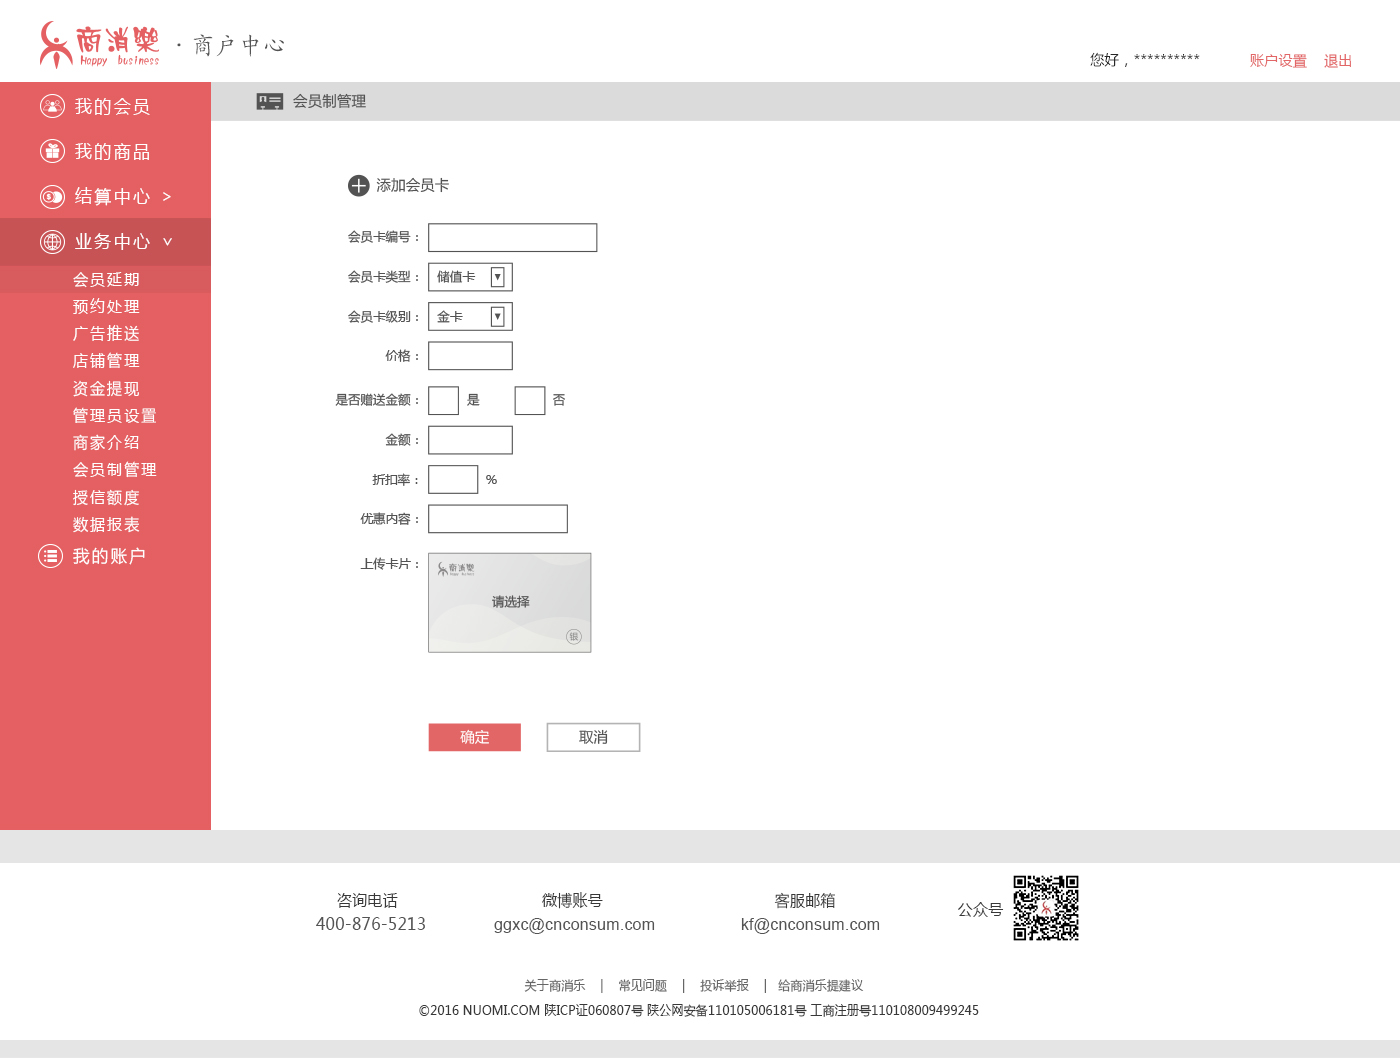 商消樂 · 商户中心
Happy business
您好，********** 账户设置 退出
我的会员
我的商品
结算中心 >
业务中心 >
会员延期
预约处理
广告推送
店铺管理
资金提现
管理员设置
商家介绍
会员制管理
授信额度
数据报表
我的账户
会员制管理
添加会员卡
会员卡编号：
会员卡类型： 储值卡 ▼
会员卡级别： 金卡 ▼
价格：
是否赠送金额： 是 否
金额：
折扣率： %
优惠内容：
上传卡片：
商消樂
Happy business
请选择
银
确定 取消
咨询电话
400-876-5213
微博账号
ggxc@cnconsum.com
客服邮箱
kf@cnconsum.com
公众号
关于商消乐 | 常见问题 | 投诉举报 | 给商消乐提建议
©2016 NUOMI.COM 陕ICP证060807号 陕公网安备110105006181号 工商注册号110108009499245